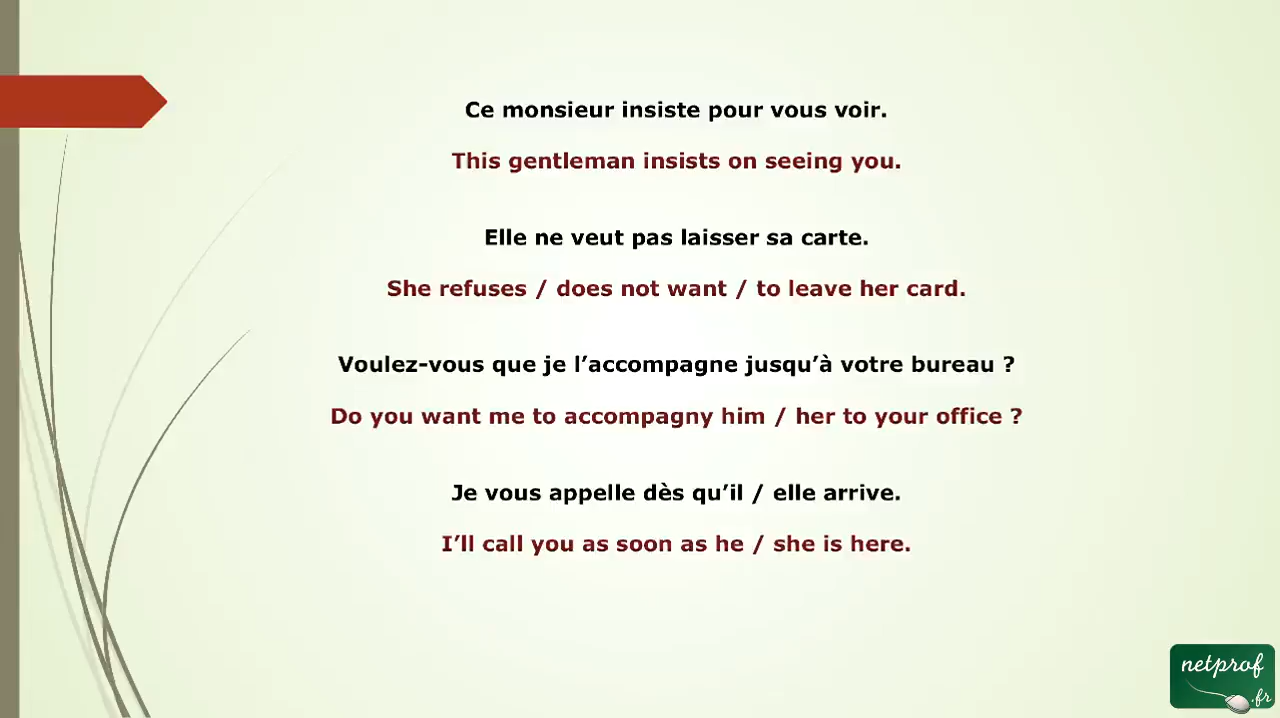 Ce monsieur insiste pour vous voir.
This gentleman insists on seeing you.
Elle ne veut pas laisser sa carte.
She refuses / does not want / to leave her card.
Voulez-vous que je l’accompagne jusqu’à votre bureau ?
Do you want me to accompagny him / her to your office ?
Je vous appelle dès qu’il / elle arrive.
I’ll call you as soon as he / she is here.
netprof
.fr